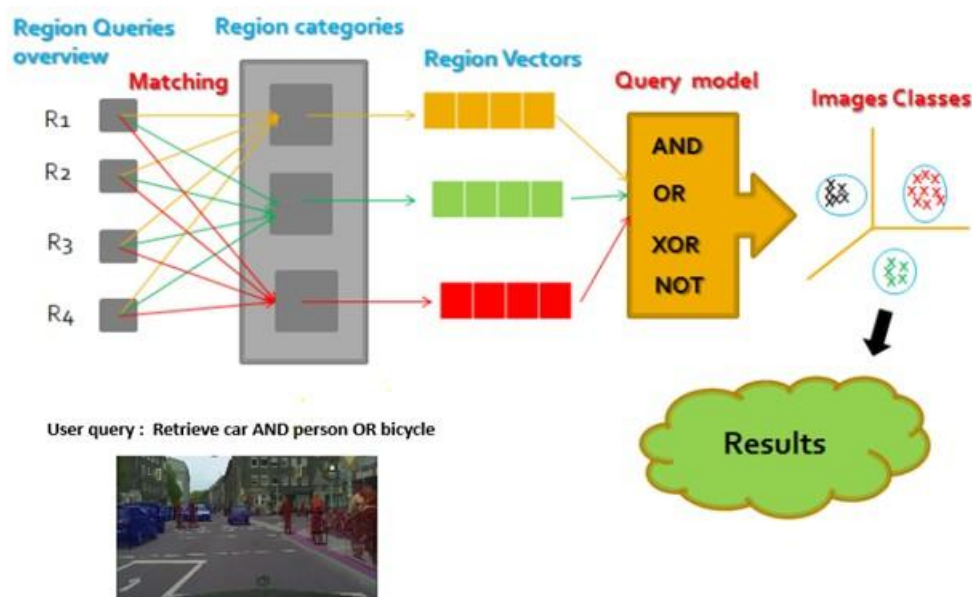 Region Queries
overview
Matching
Region categories
Region Vectors
Query model
Images Classes
R1
R2
R3
R4
AND
OR
XOR
NOT
Results
User query : Retrieve car AND person OR bicycle